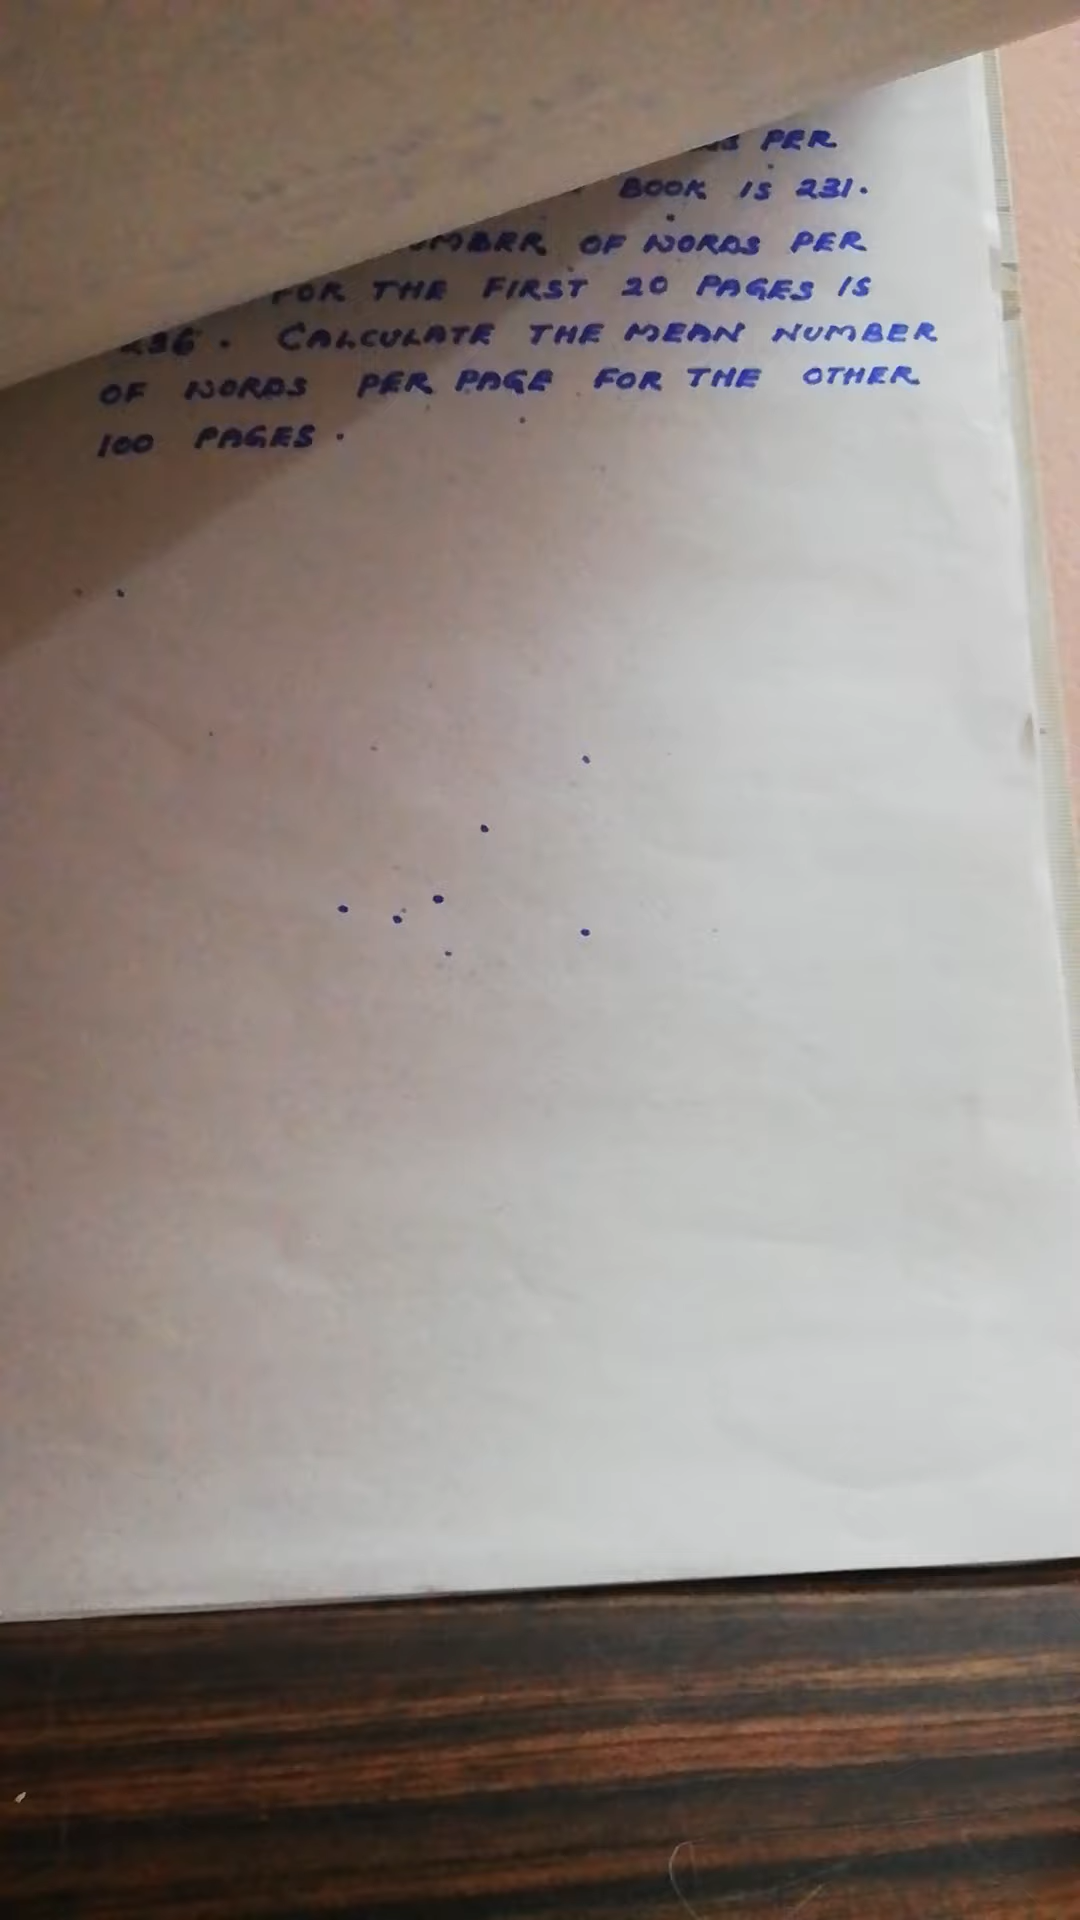 PER
BOOK IS 231.
OF WORDS PER
FOR THE FIRST 20 PAGES IS
CALCULATE THE MEAN NUMBER
OF WORDS PER PAGE FOR THE OTHER
100 PAGES.